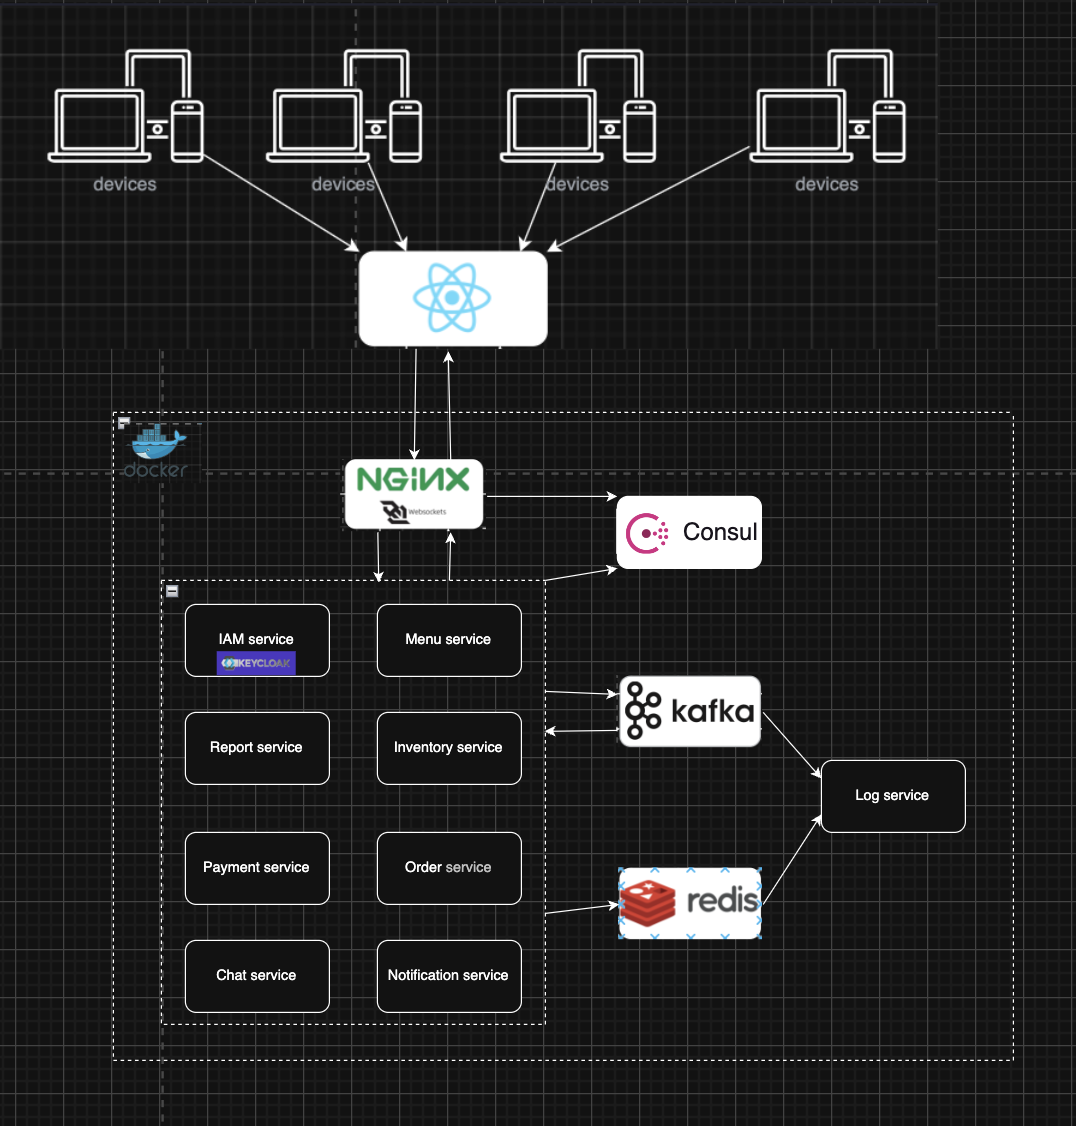 devices
devices
devices
devices
docker
NGiNX
Websockets
Consul
IAM service
KEYCLOAK
Menu service
Report service
Inventory service
kafka
Log service
Payment service
Order service
redis
Chat service
Notification service